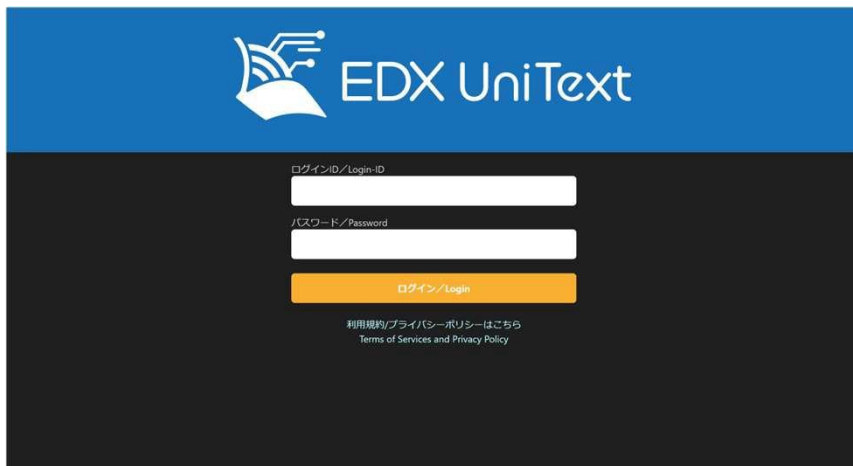 EDX UniText
ログインID／Login-ID
パスワード／Password
ログイン／Login
利用規約/プライバシーポリシーはこちら
Terms of Services and Privacy Policy